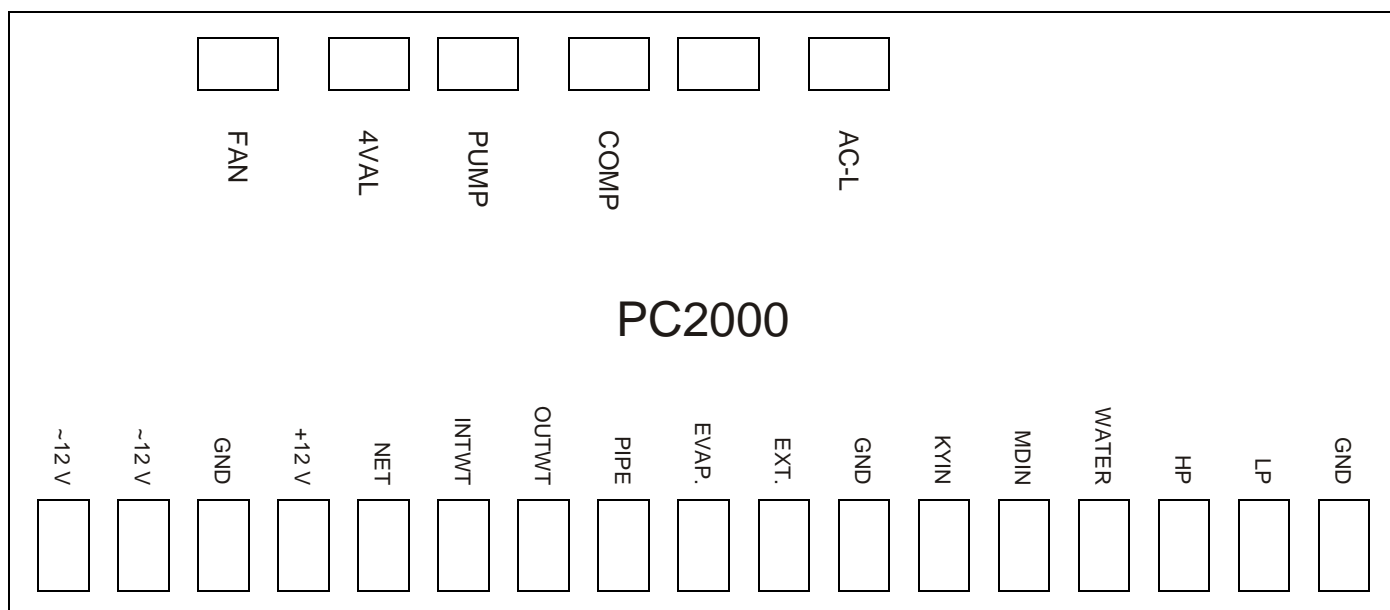 FAN
4VAL
PUMP
COMP
AC-L
PC2000
~12 V
~12 V
GND
+12 V
NET
INTWT
OUTWT
PIPE
EVAP.
EXT.
GND
KYIN
MDIN
WATER
HP
LP
GND